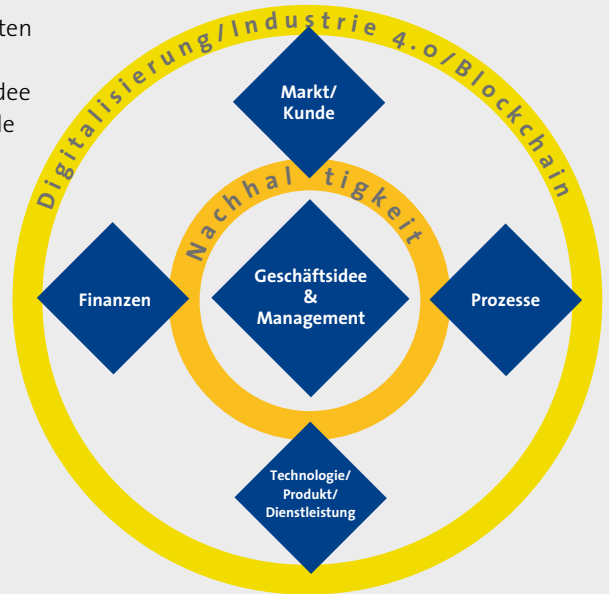 Digitalisierung/Industrie 4.0/Blockchain
Markt/
Kunde
Nachhaltigkeit
Finanzen
Geschäftsidee
&
Management
Prozesse
Technologie/
Produkt/
Dienstleistung